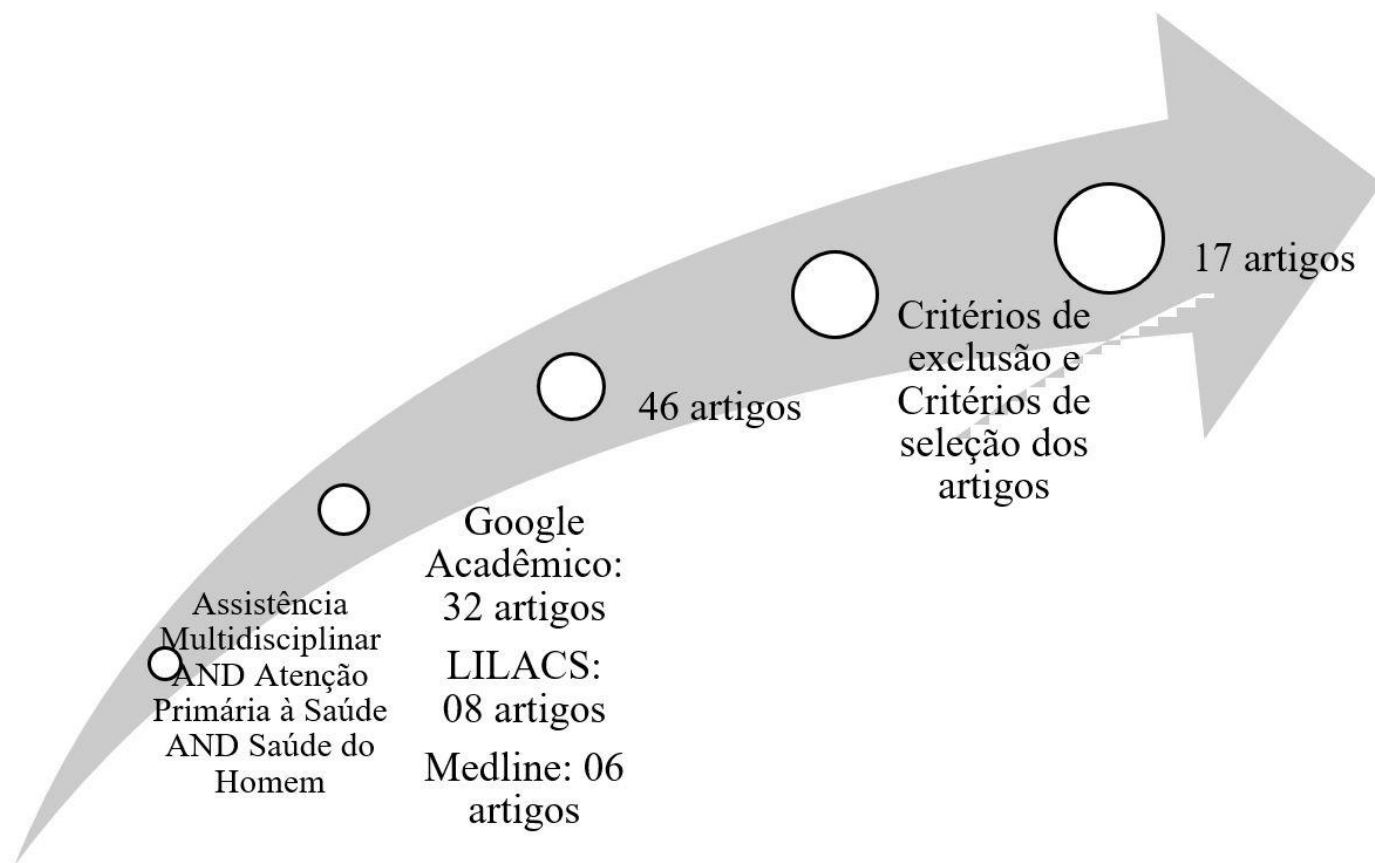 Assistência
Multidisciplinar
AND Atenção
Primária à Saúde
AND Saúde do
Homem
Google
Acadêmico:
32 artigos
LILACS:
08 artigos
Medline: 06
artigos
46 artigos
Critérios de
exclusão e
Critérios de
seleção dos
artigos
17 artigos